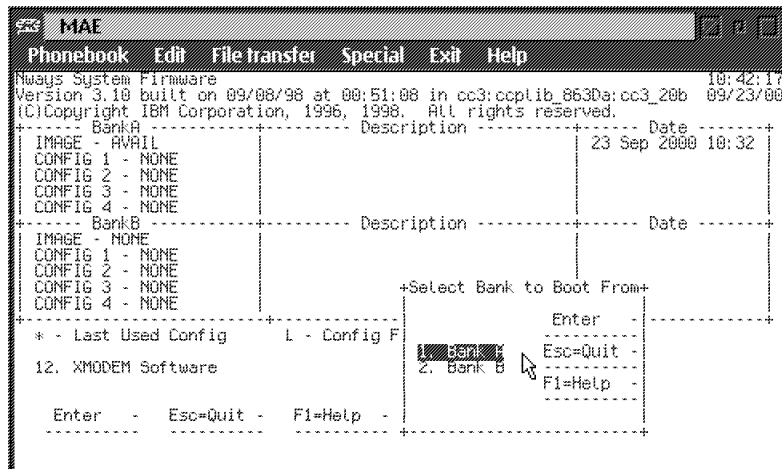 MAE
Phonebook Edit File transfer Special Exit Help
Nways System Firmware 10:42:17
Version 3.10 built on 09/08/98 at 00:51:08 in cc3:ccplib_863Da:cc3_20b 09/23/00
(C)Copyright IBM Corporation, 1996, 1998. All rights reserved.
BankA Description Date
IMAGE - AVAIL 23 Sep 2000 10:32
CONFIG 1 - NONE
CONFIG 2 - NONE
CONFIG 3 - NONE
CONFIG 4 - NONE
BankB Description Date
IMAGE - NONE
CONFIG 1 - NONE
CONFIG 2 - NONE
CONFIG 3 - NONE
CONFIG 4 - NONE
* - Last Used Config L - Config F
12. XMODEM Software
Enter - Esc=Quit - F1=Help -
Select Bank to Boot From
Enter -
1. Bank A Esc=Quit -
2. Bank B
F1=Help -